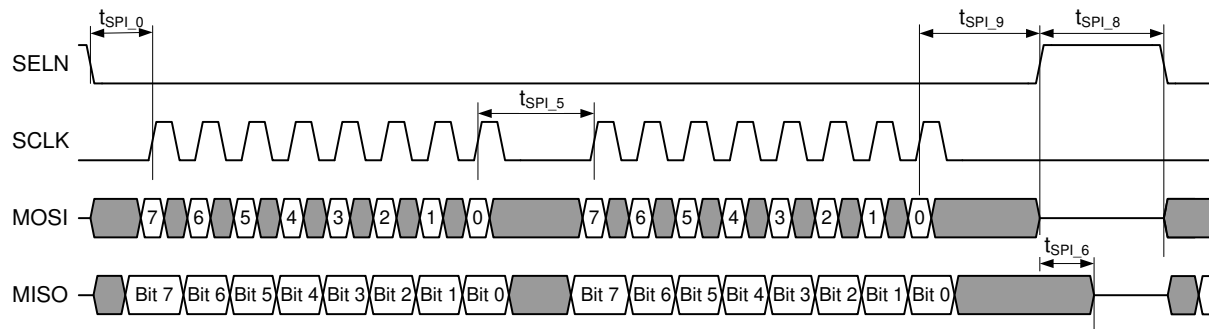 tSPI_0 tSPI_9 tSPI_8
SELN
tSPI_5
SCLK
MOSI 7 6 5 4 3 2 1 0 7 6 5 4 3 2 1 0
tSPI_6
MISO Bit 7 Bit 6 Bit 5 Bit 4 Bit 3 Bit 2 Bit 1 Bit 0 Bit 7 Bit 6 Bit 5 Bit 4 Bit 3 Bit 2 Bit 1 Bit 0